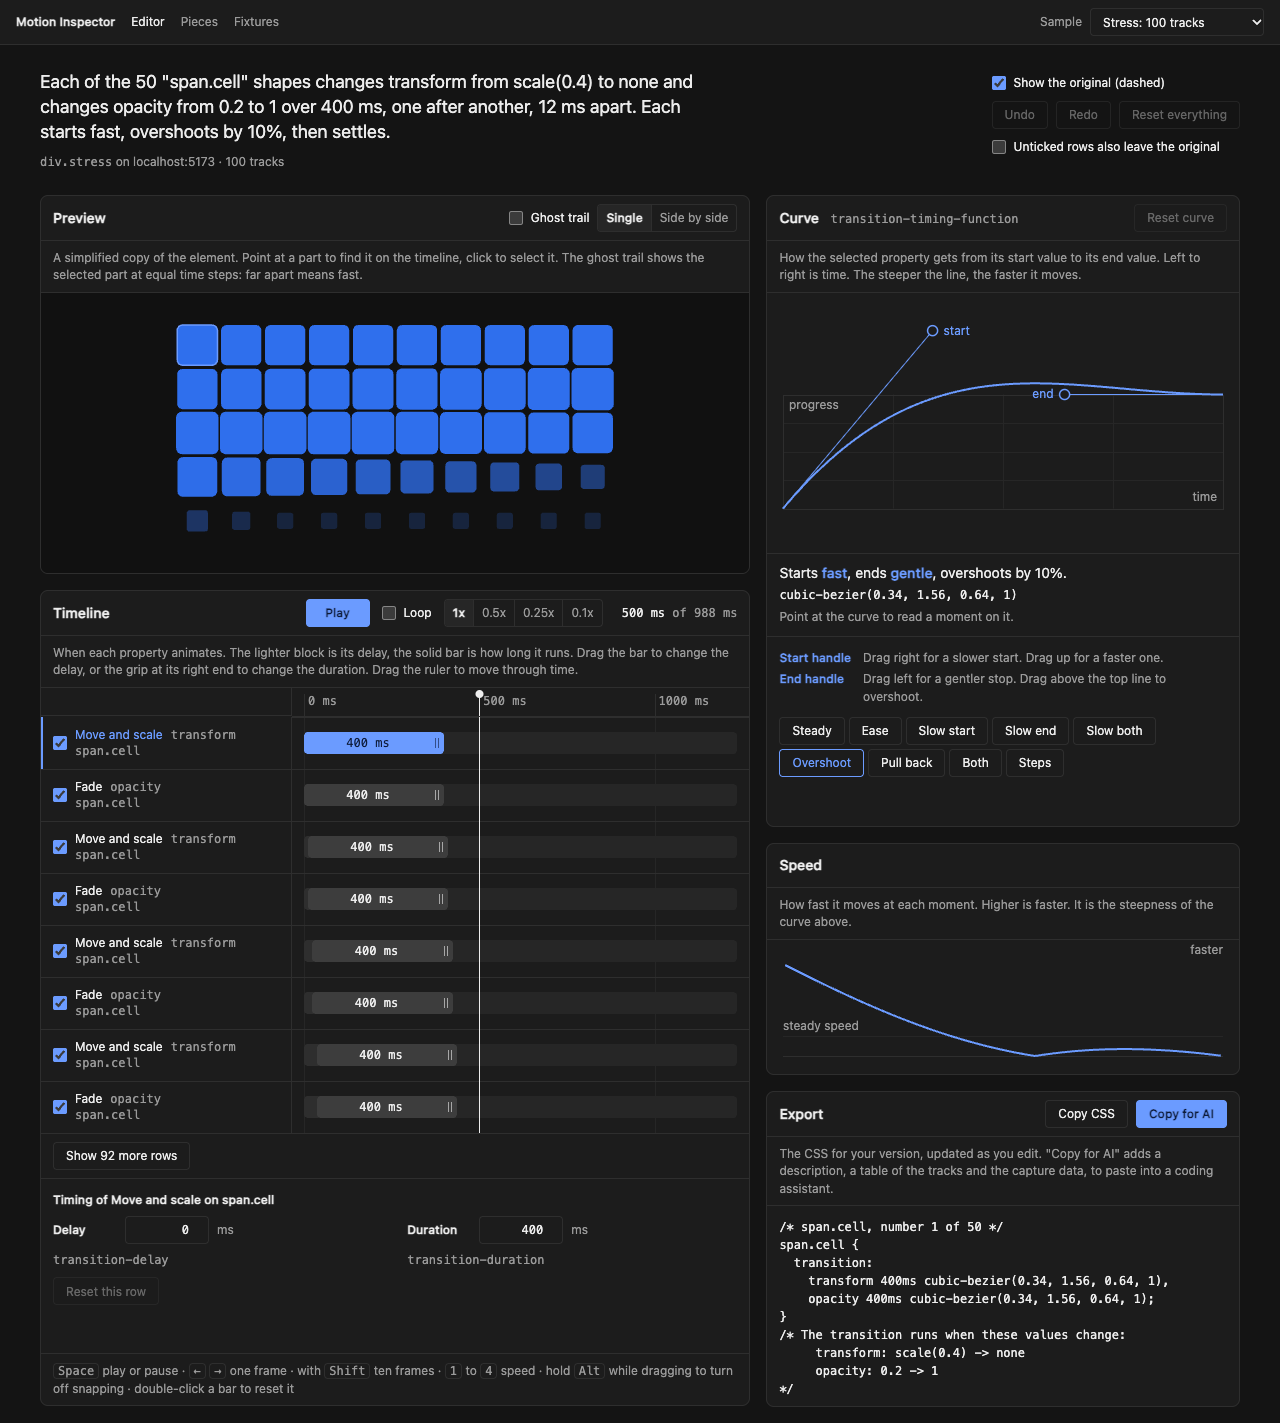 Motion Inspector Editor Pieces Fixtures
Sample Stress: 100 tracks
Each of the 50 "span.cell" shapes changes transform from scale(0.4) to none and
changes opacity from 0.2 to 1 over 400 ms, one after another, 12 ms apart. Each
starts fast, overshoots by 10%, then settles.
div.stress on localhost:5173 · 100 tracks
Show the original (dashed)
Undo Redo Reset everything
Unticked rows also leave the original
Preview
Ghost trail Single Side by side
A simplified copy of the element. Point at a part to find it on the timeline, click to select it. The ghost trail shows the
selected part at equal time steps: far apart means fast.
Timeline
Play Loop 1x 0.5x 0.25x 0.1x 500 ms of 988 ms
When each property animates. The lighter block is its delay, the solid bar is how long it runs. Drag the bar to change the
delay, or the grip at its right end to change the duration. Drag the ruler to move through time.
0 ms 500 ms 1000 ms
Move and scale transform
span.cell
400 ms
Fade opacity
span.cell
400 ms
Move and scale transform
span.cell
400 ms
Fade opacity
span.cell
400 ms
Move and scale transform
span.cell
400 ms
Fade opacity
span.cell
400 ms
Move and scale transform
span.cell
400 ms
Fade opacity
span.cell
400 ms
Show 92 more rows
Timing of Move and scale on span.cell
Delay 0 ms
Duration 400 ms
transition-delay
transition-duration
Reset this row
Space play or pause · ← → one frame · with Shift ten frames · 1 to 4 speed · hold Alt while dragging to turn
off snapping · double-click a bar to reset it
Curve transition-timing-function
Reset curve
How the selected property gets from its start value to its end value. Left to
right is time. The steeper the line, the faster it moves.
start
end
progress
time
Starts fast, ends gentle, overshoots by 10%.
cubic-bezier(0.34, 1.56, 0.64, 1)
Point at the curve to read a moment on it.
Start handle Drag right for a slower start. Drag up for a faster one.
End handle Drag left for a gentler stop. Drag above the top line to
overshoot.
Steady Ease Slow start Slow end Slow both
Overshoot Pull back Both Steps
Speed
How fast it moves at each moment. Higher is faster. It is the steepness of the
curve above.
faster
steady speed
Export
Copy CSS Copy for AI
The CSS for your version, updated as you edit. "Copy for AI" adds a
description, a table of the tracks and the capture data, to paste into a coding
assistant.
/* span.cell, number 1 of 50 */
span.cell {
transition:
transform 400ms cubic-bezier(0.34, 1.56, 0.64, 1),
opacity 400ms cubic-bezier(0.34, 1.56, 0.64, 1);
}
/* The transition runs when these values change:
transform: scale(0.4) -> none
opacity: 0.2 -> 1
*/